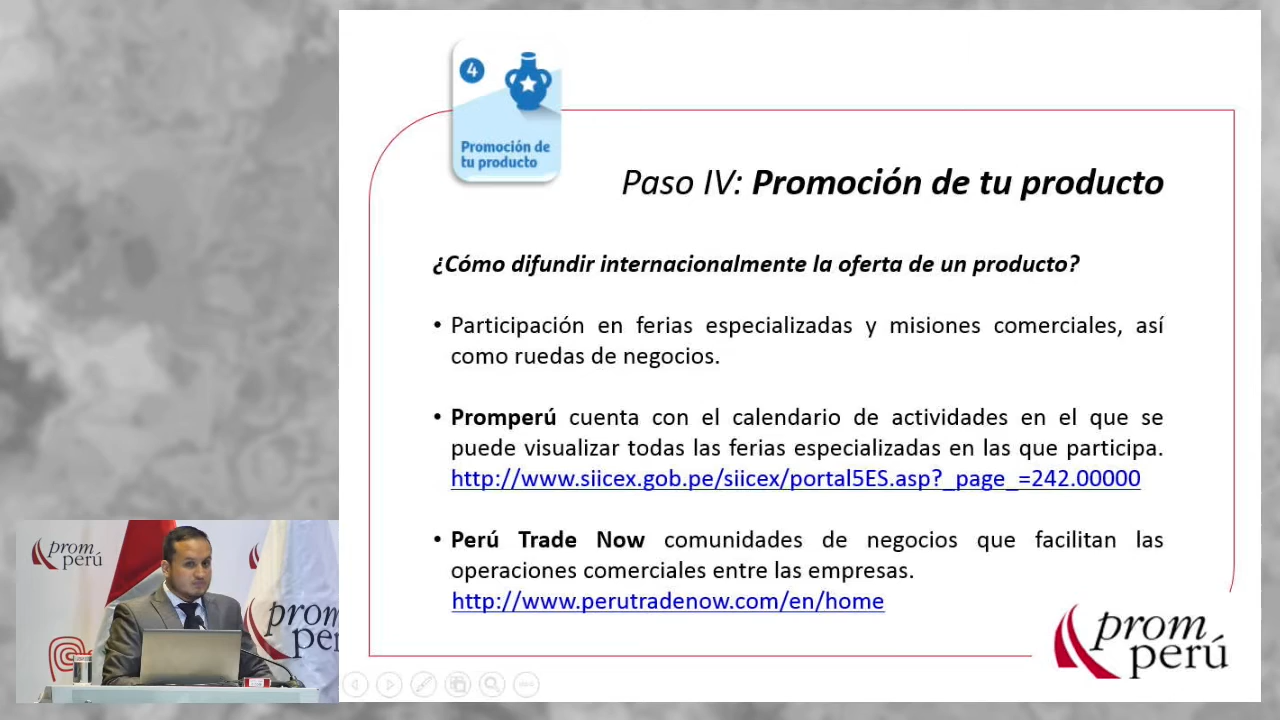 4
Promoción de
tu producto
Paso IV: Promoción de tu producto
¿Cómo difundir internacionalmente la oferta de un producto?
• Participación en ferias especializadas y misiones comerciales, así
como ruedas de negocios.
• Promperú cuenta con el calendario de actividades en el que se
puede visualizar todas las ferias especializadas en las que participa.
http://www.siicex.gob.pe/siicex/portal5ES.asp?_page_=242.00000
• Perú Trade Now comunidades de negocios que facilitan las
operaciones comerciales entre las empresas.
http://www.perutradenow.com/en/home
prom
perú
prom
perú
prom
perú